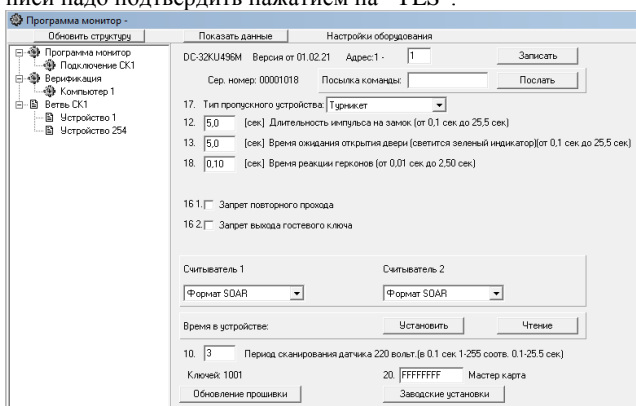 писи надо подтвердить нажатием на "YES".
Программа монитор -
Обновить структуру
Показать данные
Настройки оборудования
Программа монитор
Подключение СК1
Верификация
Компьютер 1
Ветвь СК1
Устройство 1
Устройство 254
DC-32KU496M Версия от 01.02.21 Адрес:1 - 1 Записать
Сер. номер: 00001018 Посылка команды: Послать
17. Тип пропускного устройства: Турникет
12. 5,0 [сек] Длительность импульса на замок (от 0,1 сек до 25,5 сек)
13. 5,0 [сек] Время ожидания открытия двери (светится зеленый индикатор)(от 0,1 сек до 25,5 сек)
18. 0,10 [сек] Время реакции герконов (от 0,01 сек до 2,50 сек)
16 1. Запрет повторного прохода
16 2. Запрет выхода гостевого ключа
Считыватель 1 Считыватель 2
Формат SOAR Формат SOAR
Время в устройстве: Установить Чтение
10. 3 Период сканирования датчика 220 вольт.(в 0.1 сек 1-255 соотв. 0.1-25.5 сек)
Ключей: 1001 20. FFFFFFFF Мастер карта
Обновление прошивки Заводские установки